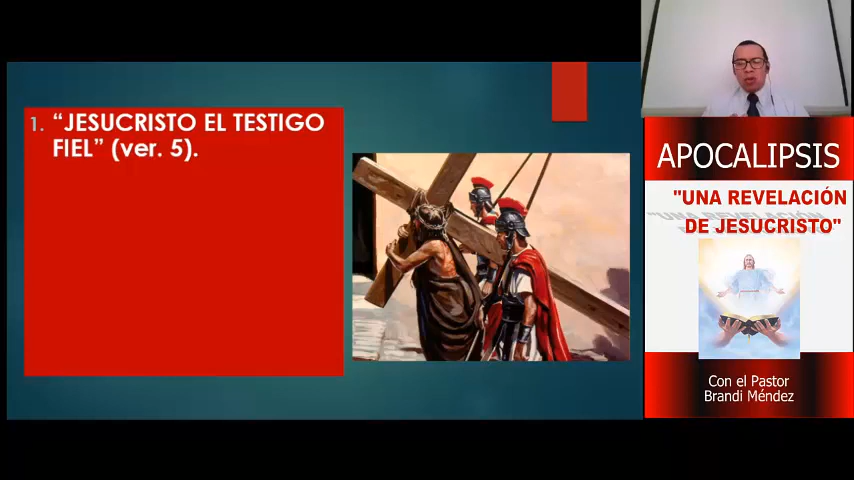 1. “JESUCRISTO EL TESTIGO
FIEL” (ver. 5).
APOCALIPSIS
"UNA REVELACIÓN
DE JESUCRISTO"
Con el Pastor
Brandi Méndez